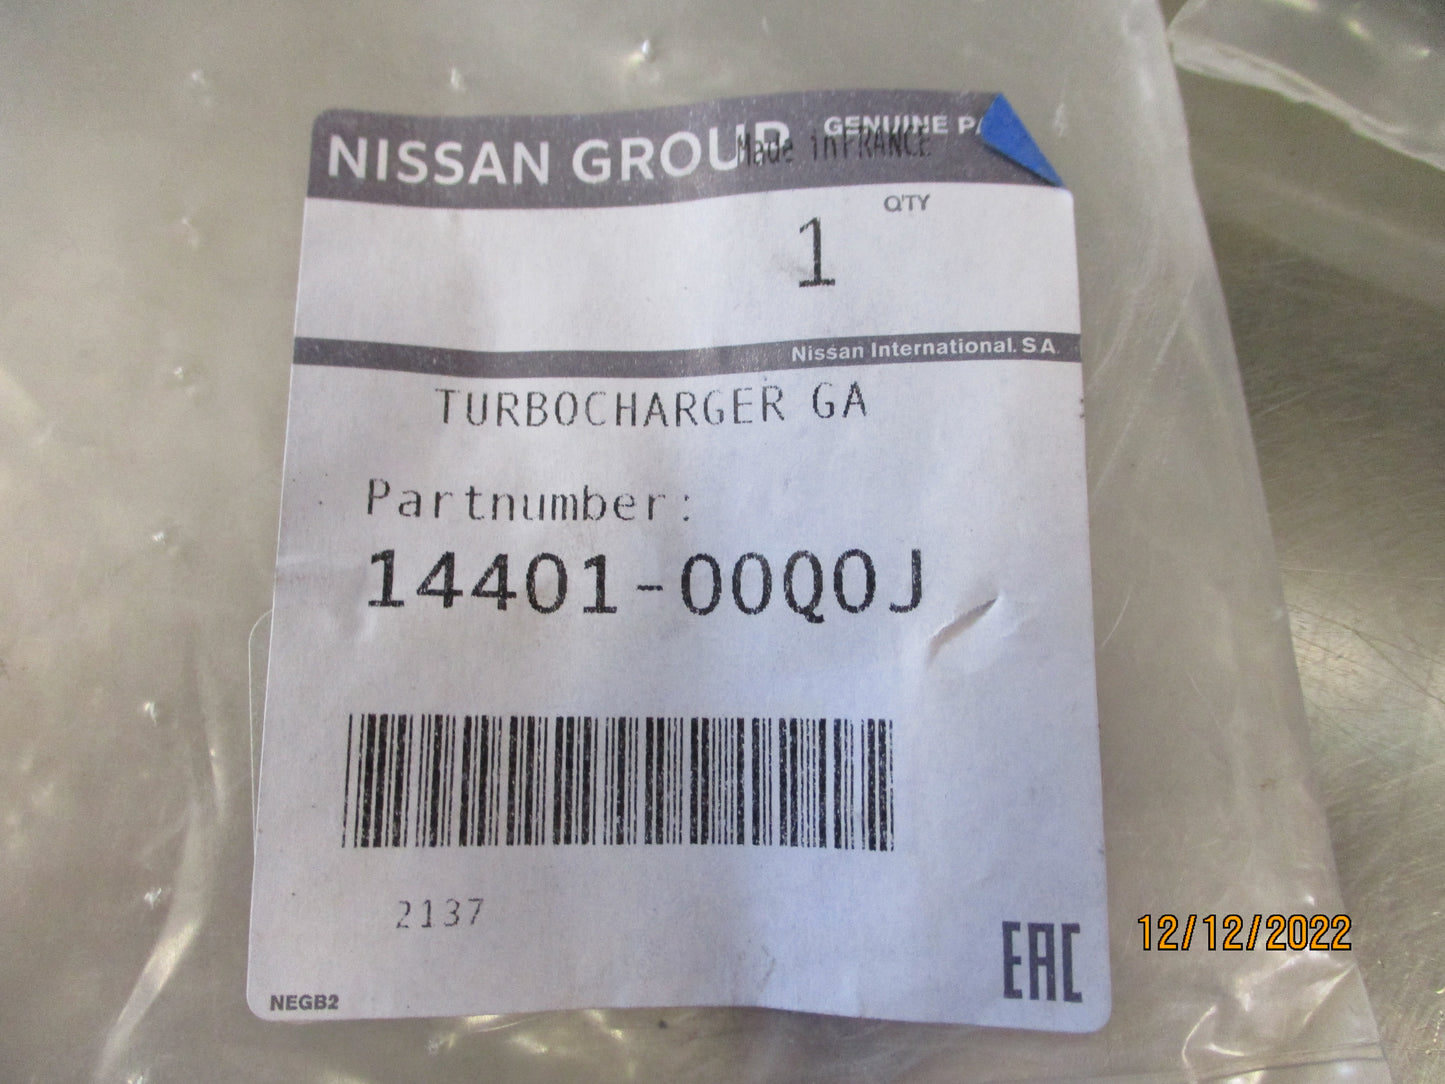 NISSAN GROUP
GENUINE PA
Made in FRANCE
Q'TY
1
Nissan International. S A.
TURBOCHARGER GA
Partnumber:
14401-00Q0J
2137
NEGB2
EAC
12/12/2022